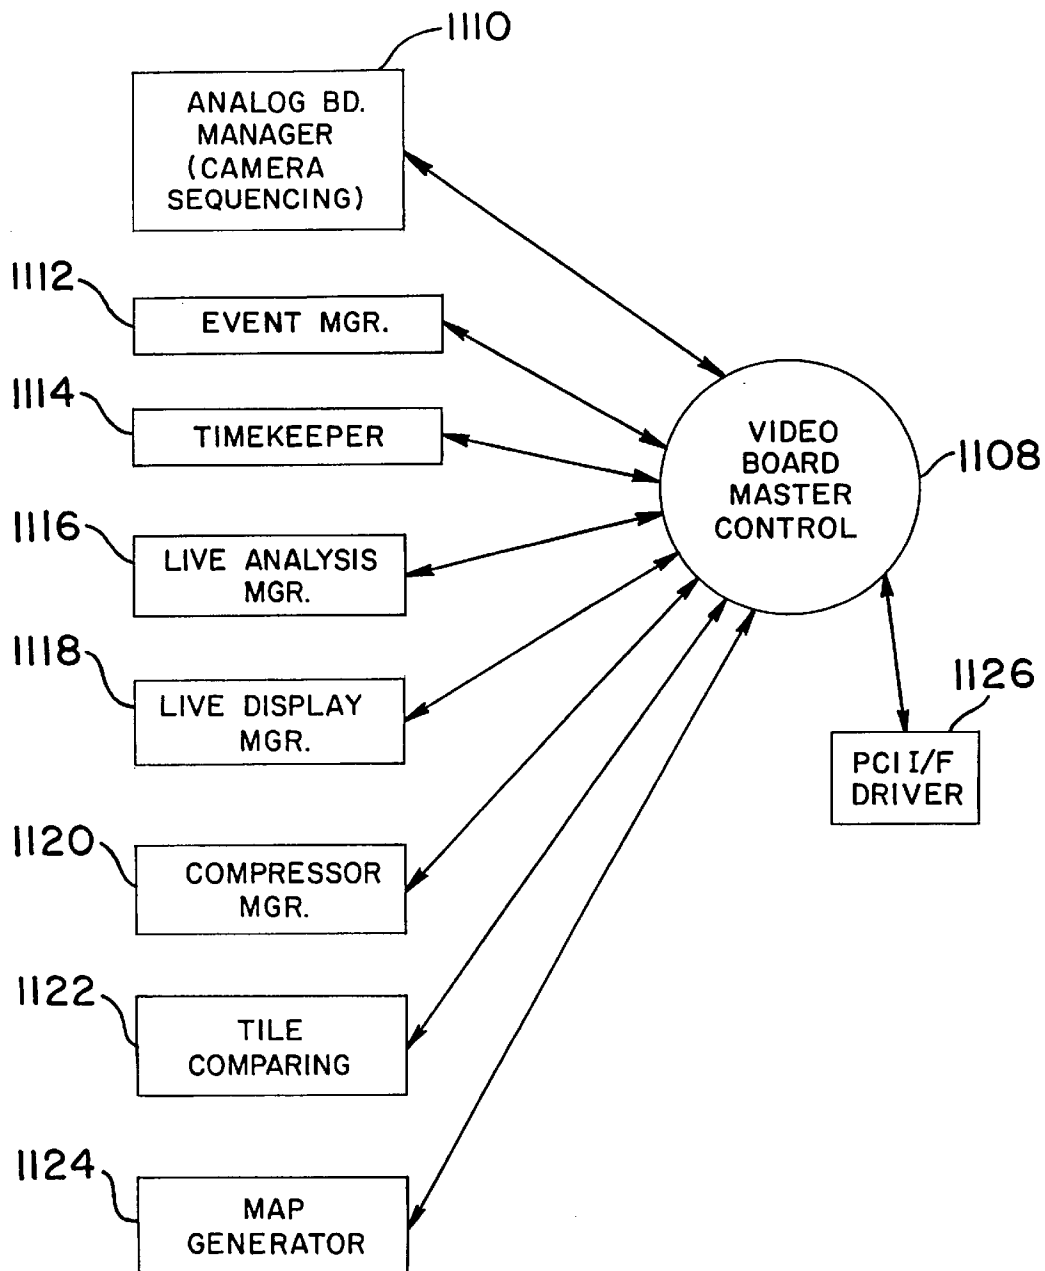 1110
ANALOG BD.
MANAGER
(CAMERA
SEQUENCING)
1112
EVENT MGR.
1114
TIMEKEEPER
VIDEO
BOARD
MASTER
CONTROL
1108
1116
LIVE ANALYSIS
MGR.
1118
LIVE DISPLAY
MGR.
1126
PCI I/F
DRIVER
1120
COMPRESSOR
MGR.
1122
TILE
COMPARING
1124
MAP
GENERATOR